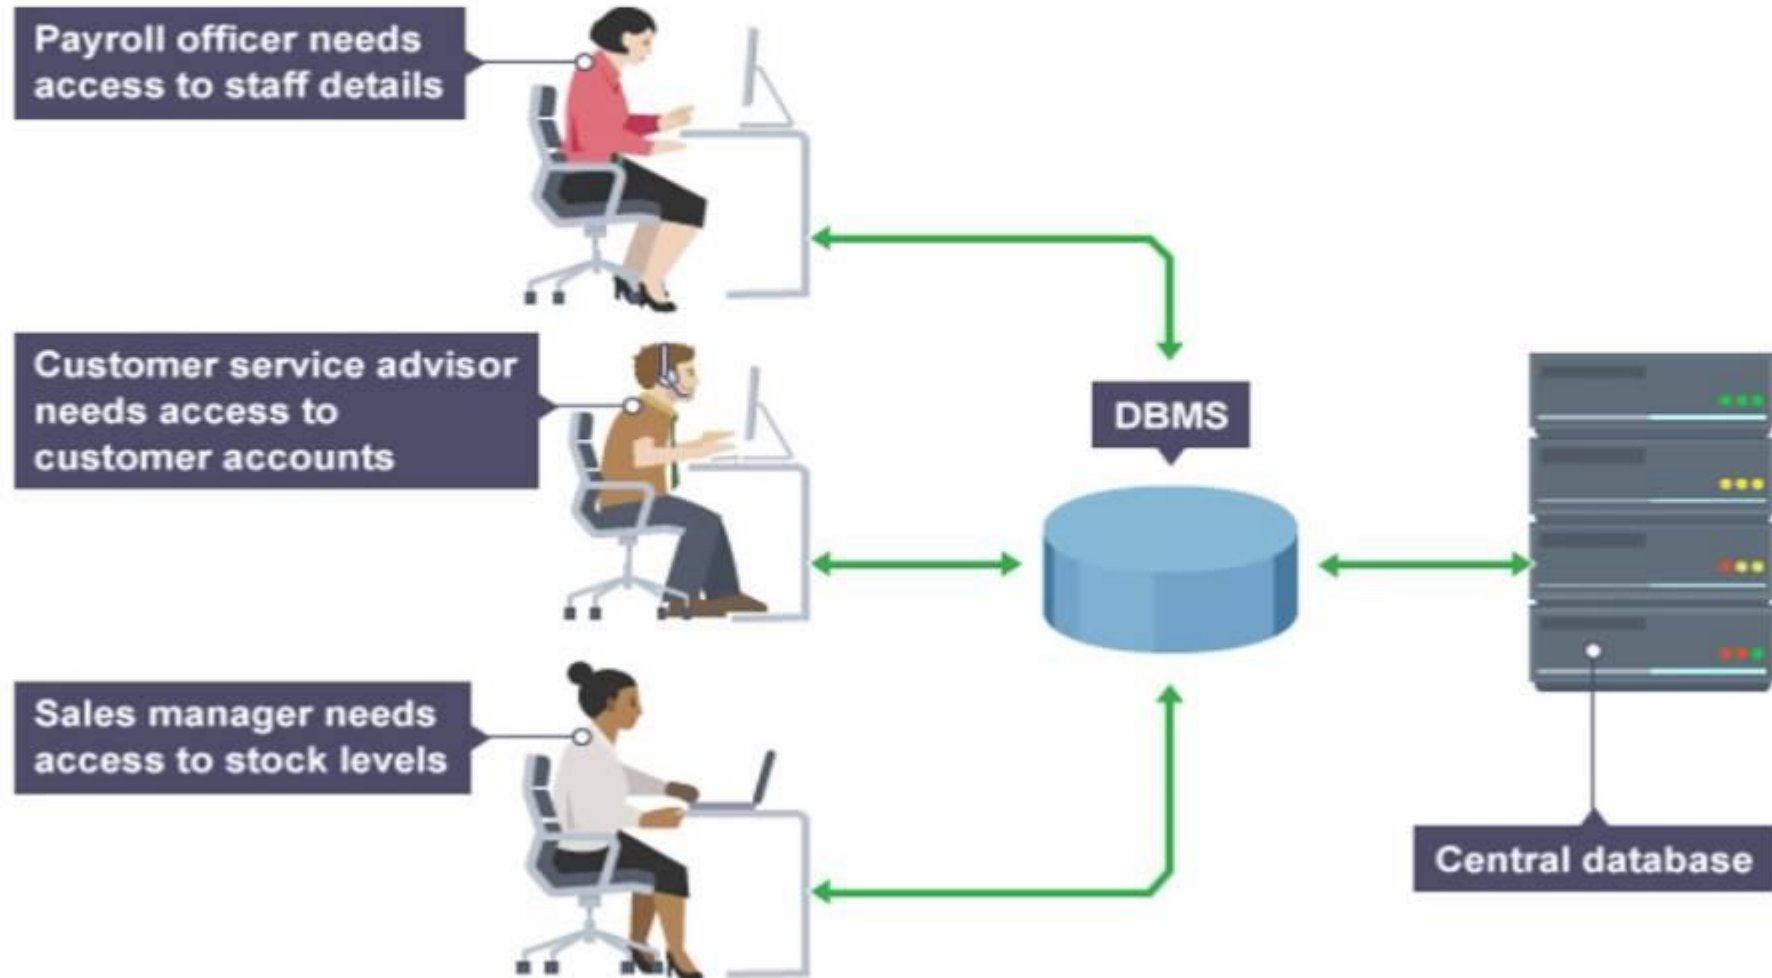 Payroll officer needs
access to staff details
Customer service advisor
needs access to
customer accounts
DBMS
Sales manager needs
access to stock levels
Central database